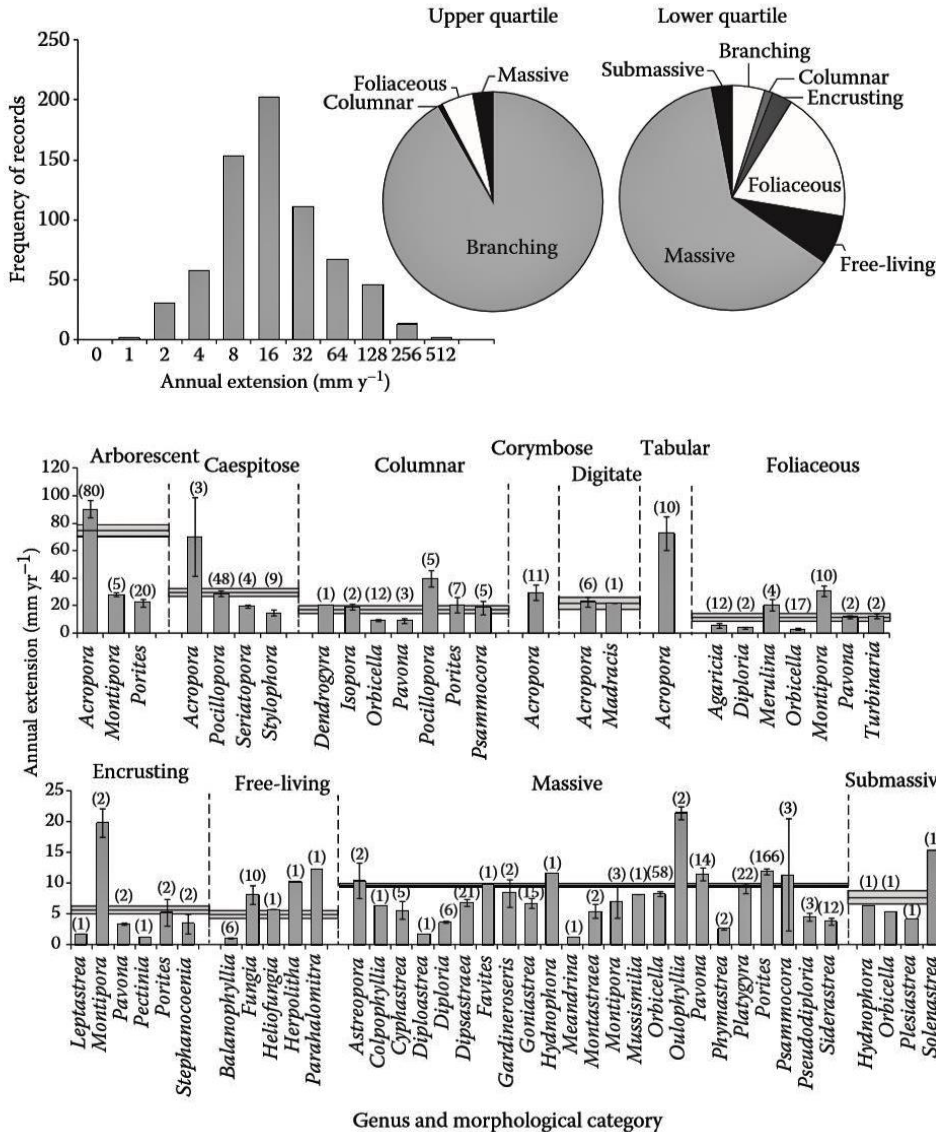 Upper quartile
Lower quartile
250
200
150
100
50
0
Frequency of records
0 1 2 4 8 16 32 64 128 256 512
Annual extension (mm y⁻¹)
Foliaceous
Columnar
Massive
Branching
Submassive
Branching
Columnar
Encrusting
Foliaceous
Free-living
Massive
Arborescent
Caespitose
Columnar
Corymbose
Digitate
Tabular
Foliaceous
120
100
80
60
40
20
0
(80) (5) (20)
(3) (48) (4) (9)
(1) (2) (12) (3) (5) (7) (5)
(11)
(6) (1)
(10)
(12) (2) (4) (17) (10) (2) (2)
Acropora
Montipora
Porites
Acropora
Pocillopora
Seriatopora
Stylophora
Dendrogyra
Isopora
Orbicella
Pavona
Pocillopora
Porites
Psammocora
Acropora
Acropora
Madracis
Acropora
Agaricia
Diploria
Merulina
Orbicella
Montipora
Pavona
Turbinaria
Annual extension (mm yr⁻¹)
Encrusting
Free-living
Massive
Submassiv
25
20
15
10
5
0
(1) (2) (2) (1) (2) (2)
(6) (10) (1) (1) (1)
(2) (1) (5) (1) (6) (21) (1) (2) (15) (1) (1) (2) (3) (1) (58) (2) (14) (2) (22) (166) (3) (3) (12)
(1) (1) (1) (1
Leptastrea
Montipora
Pavona
Pectinia
Porites
Stephanocoenia
Balanophyllia
Fungia
Heliofungia
Herpolitha
Parahalomitra
Astreopora
Colpophyllia
Cyphastrea
Diploastrea
Diploria
Dipsastraea
Favites
Gardineroseris
Goniastrea
Hydnophora
Meandrina
Montastraea
Montipora
Mussismilia
Orbicella
Oulophyllia
Pavona
Phymastrea
Platygyra
Porites
Psammocora
Pseudodiploria
Siderastrea
Hydnophora
Orbicella
Plesiastrea
Solenastrea
Genus and morphological category